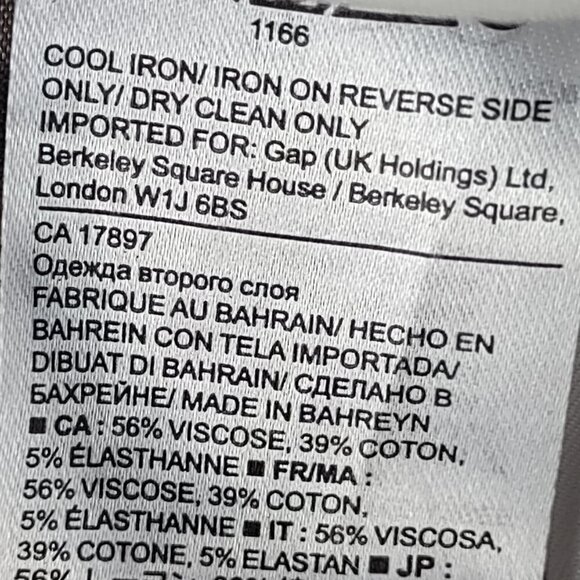 1166
COOL IRON/ IRON ON REVERSE SIDE
ONLY/ DRY CLEAN ONLY
IMPORTED FOR: Gap (UK Holdings) Ltd,
Berkeley Square House / Berkeley Square,
London W1J 6BS
CA 17897
Одежда второго слоя
FABRIQUE AU BAHRAIN/ HECHO EN
BAHREIN CON TELA IMPORTADA/
DIBUAT DI BAHRAIN/ СДЕЛАНО В
БАХРЕЙНЕ/ MADE IN BAHREYN
■ CA : 56% VISCOSE, 39% COTON,
5% ÉLASTHANNE ■ FR/MA :
56% VISCOSE, 39% COTON,
5% ÉLASTHANNE ■ IT : 56% VISCOSA,
39% COTONE, 5% ELASTAN ■ JP :
56%